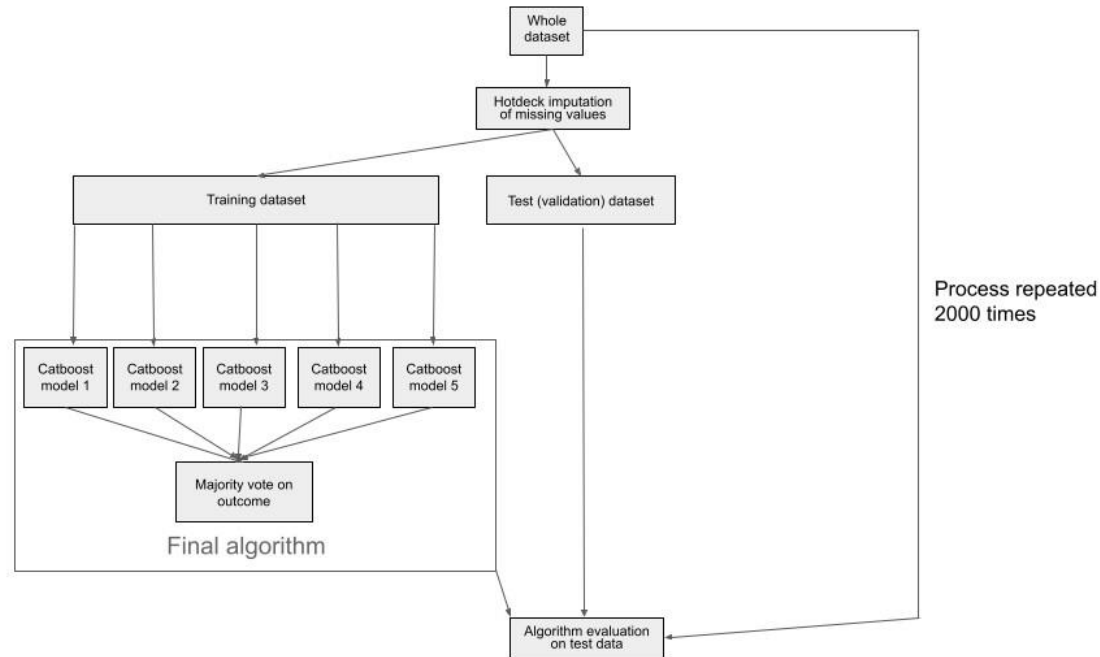 Whole
dataset
Hotdeck imputation
of missing values
Training dataset
Test (validation) dataset
Process repeated
2000 times
Catboost
model 1
Catboost
model 2
Catboost
model 3
Catboost
model 4
Catboost
model 5
Majority vote on
outcome
Final algorithm
Algorithm evaluation
on test data